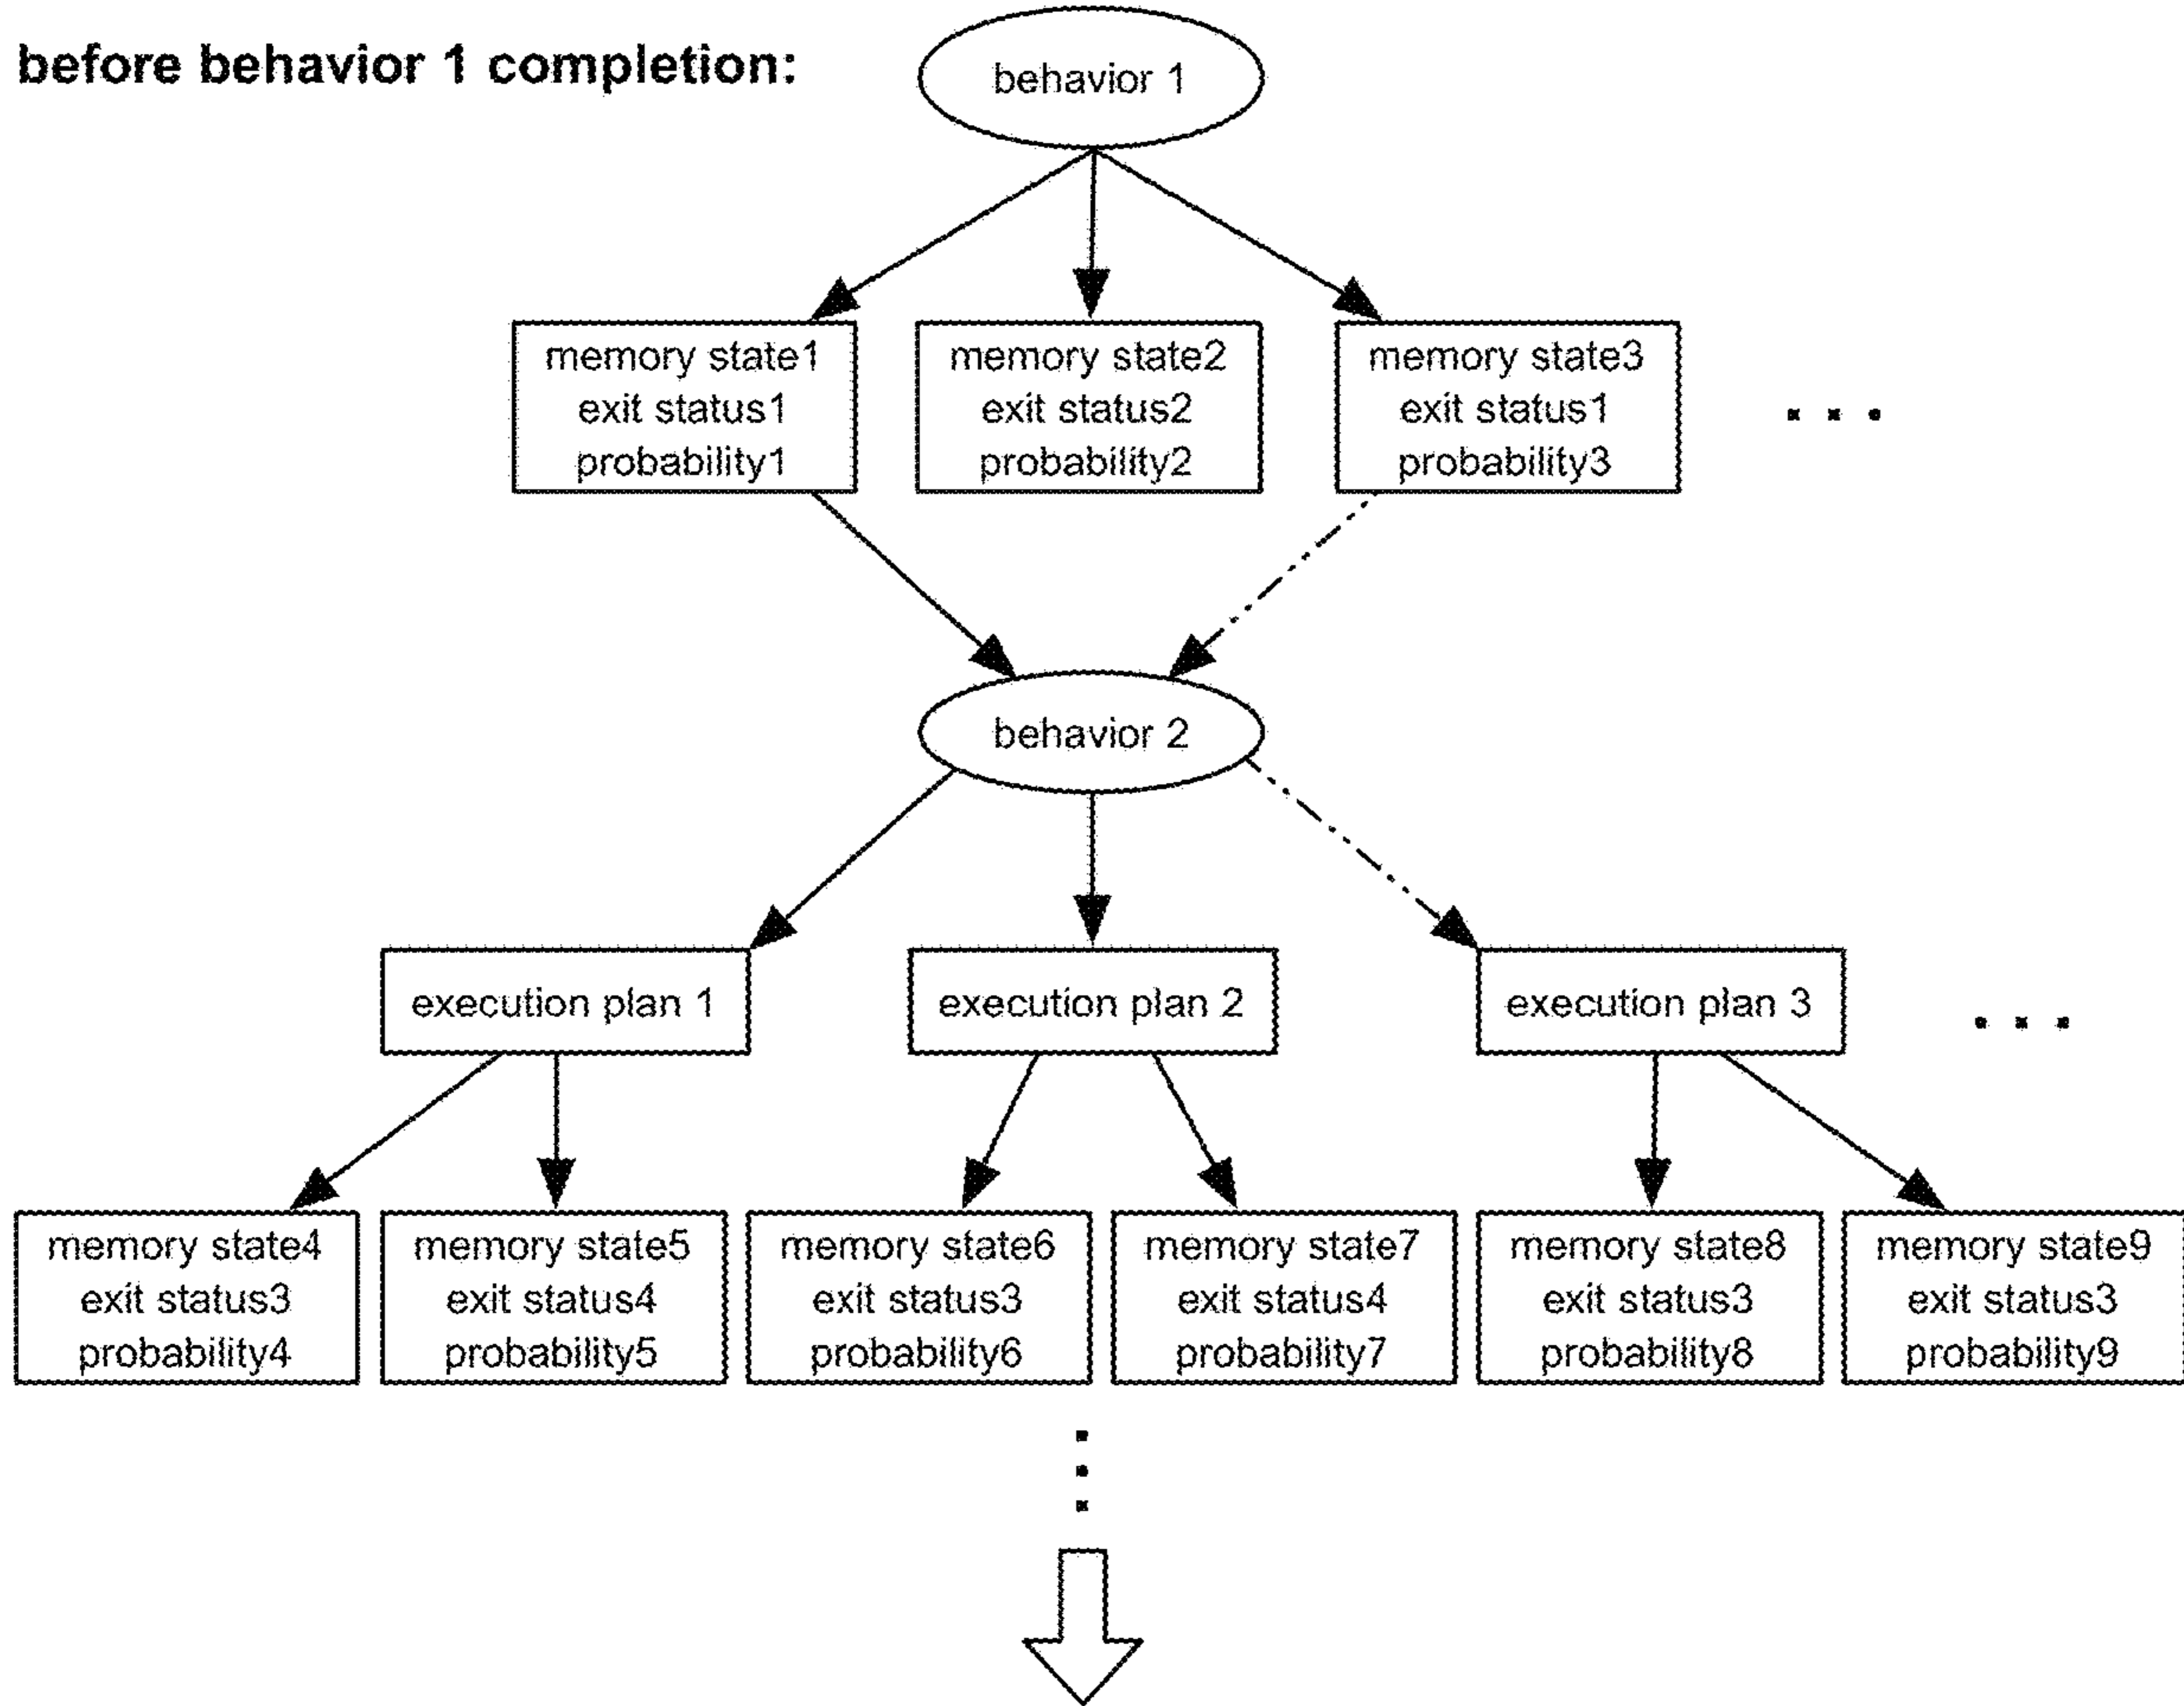 before behavior 1 completion:
behavior 1
memory state1
exit status1
probability1
memory state2
exit status2
probability2
memory state3
exit status1
probability3
. . .
behavior 2
execution plan 1
execution plan 2
execution plan 3
. . .
memory state4
exit status3
probability4
memory state5
exit status4
probability5
memory state6
exit status3
probability6
memory state7
exit status4
probability7
memory state8
exit status3
probability8
memory state9
exit status3
probability9